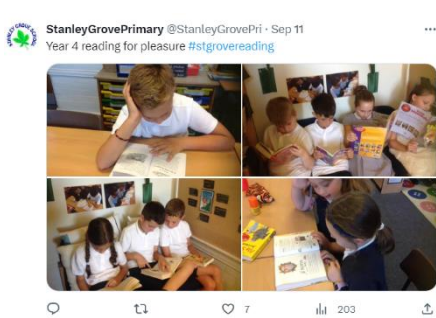 StanleyGrovePrimary @StanleyGrovePri · Sep 11
Year 4 reading for pleasure #stgrovereading
7
203